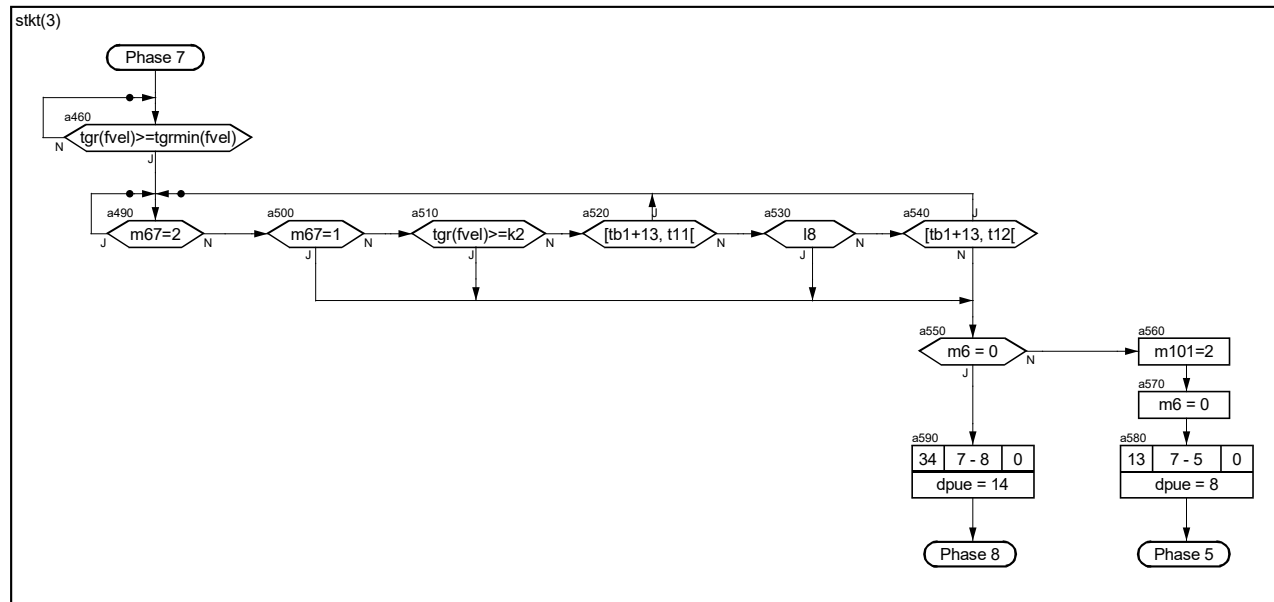 stkt(3)
Phase 7
a460
tgr(fvel)>=tgrmin(fvel)
N
J
a490
m67=2
J
N
a500
m67=1
N
J
a510
tgr(fvel)>=k2
N
J
a520
[tb1+13, t11[
J
N
a530
l8
N
J
a540
[tb1+13, t12[
J
N
a550
m6 = 0
N
J
a560
m101=2
a570
m6 = 0
a590
34 7 - 8 0
dpue = 14
a580
13 7 - 5 0
dpue = 8
Phase 8
Phase 5